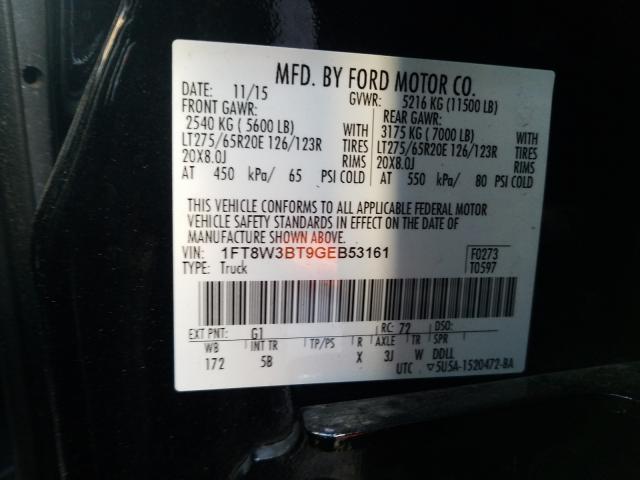 MFD. BY FORD MOTOR CO.
DATE: 11/15 GVWR: 5216 KG (11500 LB)
FRONT GAWR: REAR GAWR:
2540 KG (5600 LB) WITH 3175 KG (7000 LB) WITH
LT275/65R20E 126/123R TIRES LT275/65R20E 126/123R TIRES
20X8.0J RIMS 20X8.0J RIMS
AT 450 kPa/ 65 PSI COLD AT 550 kPa/ 80 PSI COLD
THIS VEHICLE CONFORMS TO ALL APPLICABLE FEDERAL MOTOR
VEHICLE SAFETY STANDARDS IN EFFECT ON THE DATE OF
MANUFACTURE SHOWN ABOVE.
VIN: 1FT8W3BT9GEB53161 F0273
TYPE: Truck T0597
EXT PNT: G1 RC: 72 DSO:
WB INT TR TP/PS R AXLE TR SPR
172 5B X 3J W DDLL
UTC ▽5U5A-1520472-BA